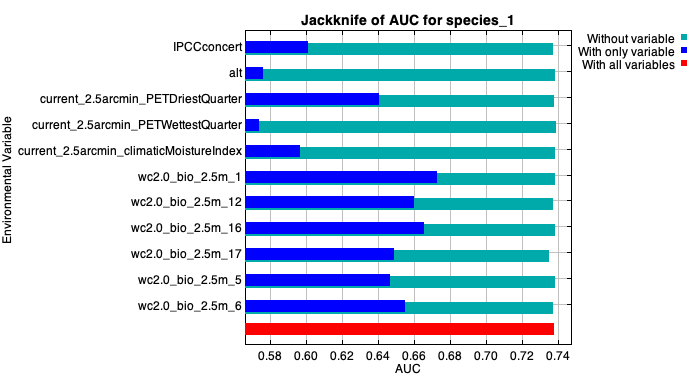 Jackknife of AUC for species_1
Without variable
With only variable
With all variables
Environmental Variable
IPCCconcert
alt
current_2.5arcmin_PETDriestQuarter
current_2.5arcmin_PETWettestQuarter
current_2.5arcmin_climaticMoistureIndex
wc2.0_bio_2.5m_1
wc2.0_bio_2.5m_12
wc2.0_bio_2.5m_16
wc2.0_bio_2.5m_17
wc2.0_bio_2.5m_5
wc2.0_bio_2.5m_6
0.58 0.60 0.62 0.64 0.66 0.68 0.70 0.72 0.74
AUC